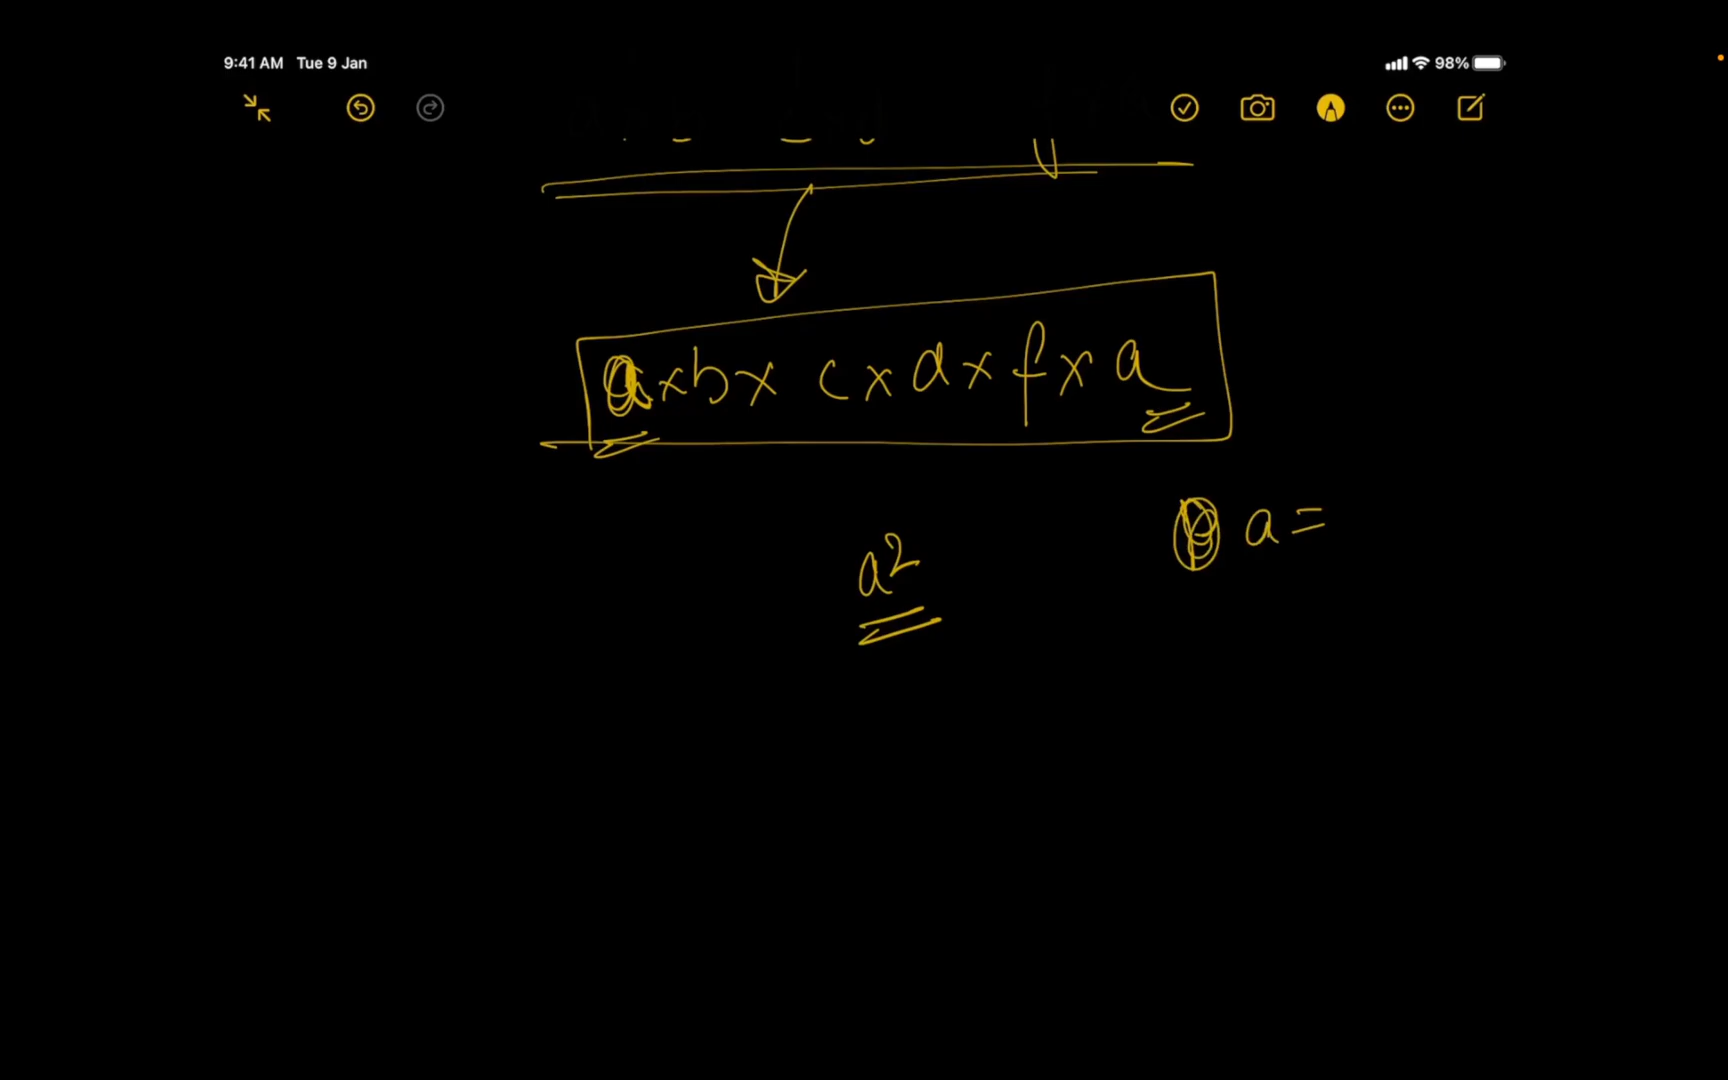 9:41 AM Tue 9 Jan
98%
a x b x c x d x f x a
a =
a²